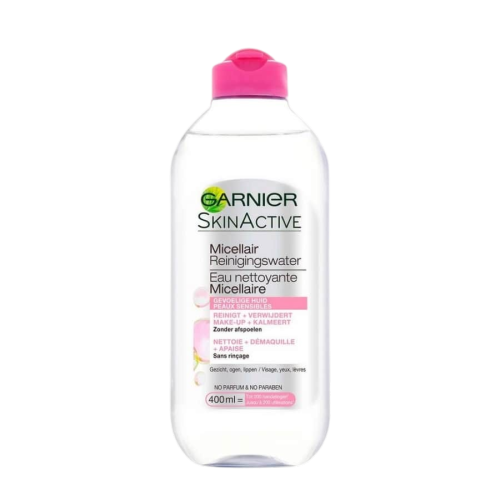 GARNIER
SKINACTIVE
Micellair
Reinigingswater
Eau nettoyante
Micellaire
GEVOELIGE HUID
PEAUX SENSIBLES
REINIGT + VERWIJDERT
MAKE-UP + KALMEERT
Zonder afspoelen
NETTOIE + DÉMAQUILLE
+ APAISE
Sans rinçage
Gezicht, ogen, lippen / Visage, yeux, lèvres
NO PARFUM & NO PARABEN
400ml =